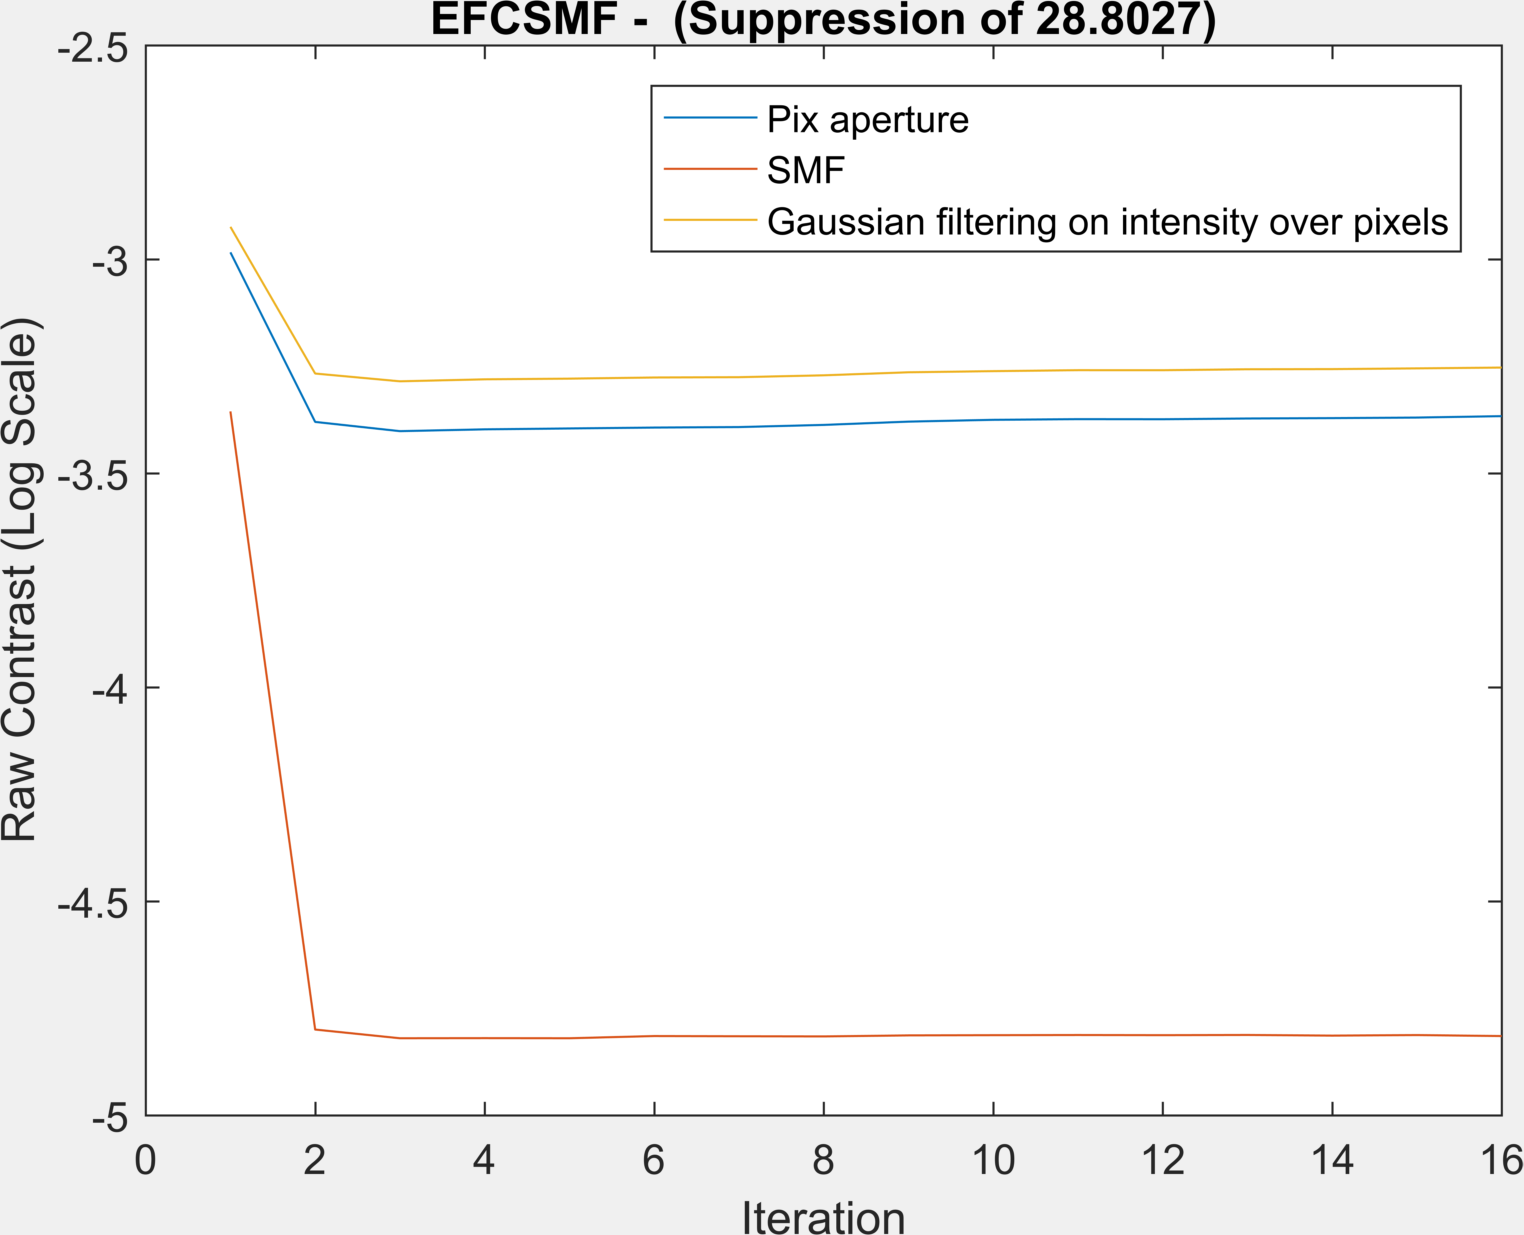 EFCSMF - (Suppression of 28.8027)
Pix aperture
SMF
Gaussian filtering on intensity over pixels
Raw Contrast (Log Scale)
-2.5
-3
-3.5
-4
-4.5
-5
0 2 4 6 8 10 12 14 16
Iteration